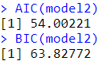 > AIC(model2)
[1] 54.00221
> BIC(model2)
[1] 63.82772